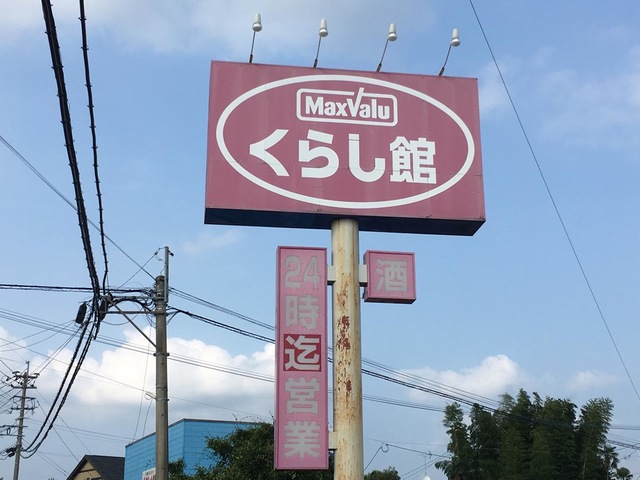 MaxValu
くらし館
酒
24時迄営業